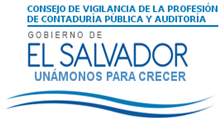 CONSEJO DE VIGILANCIA DE LA PROFESIÓN
DE CONTADURÍA PÚBLICA Y AUDITORÍA
GOBIERNO DE
EL SALVADOR
UNÁMONOS PARA CRECER